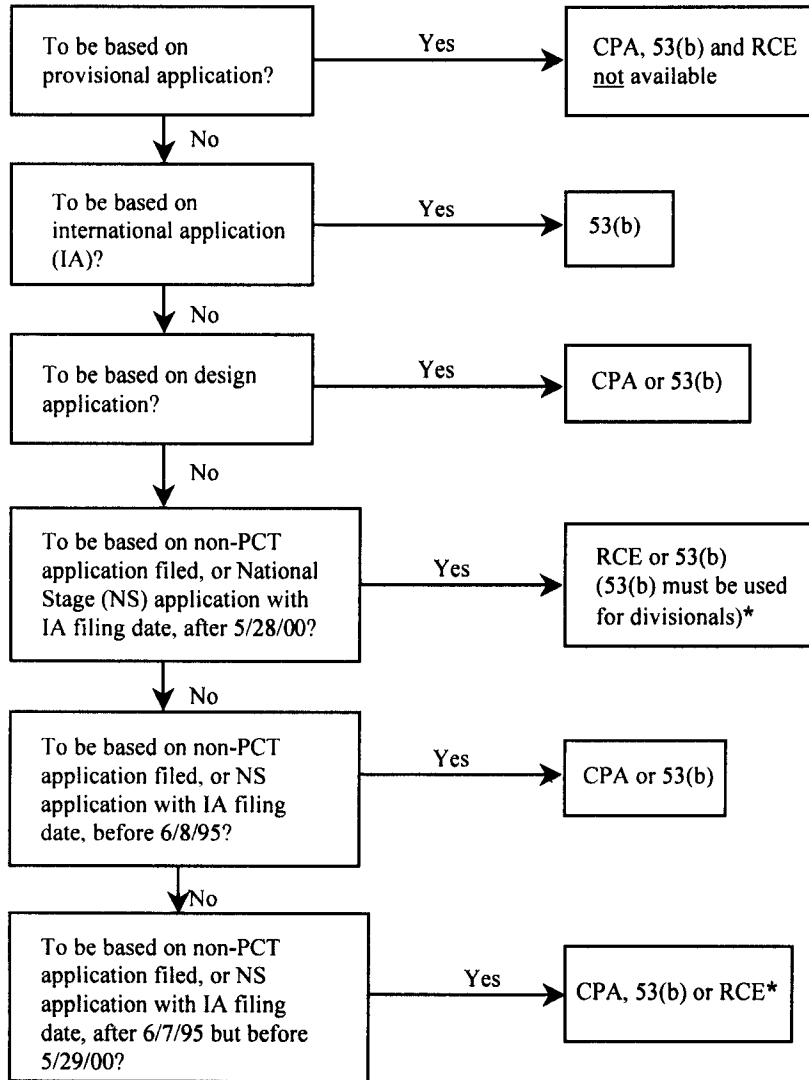 To be based on
provisional application?
Yes
CPA, 53(b) and RCE
not available
No
To be based on
international application
(IA)?
Yes
53(b)
No
To be based on design
application?
Yes
CPA or 53(b)
No
To be based on non-PCT
application filed, or National
Stage (NS) application with
IA filing date, after 5/28/00?
Yes
RCE or 53(b)
(53(b) must be used
for divisionals)*
No
To be based on non-PCT
application filed, or NS
application with IA filing
date, before 6/8/95?
Yes
CPA or 53(b)
No
To be based on non-PCT
application filed, or NS
application with IA filing
date, after 6/7/95 but before
5/29/00?
Yes
CPA, 53(b) or RCE*